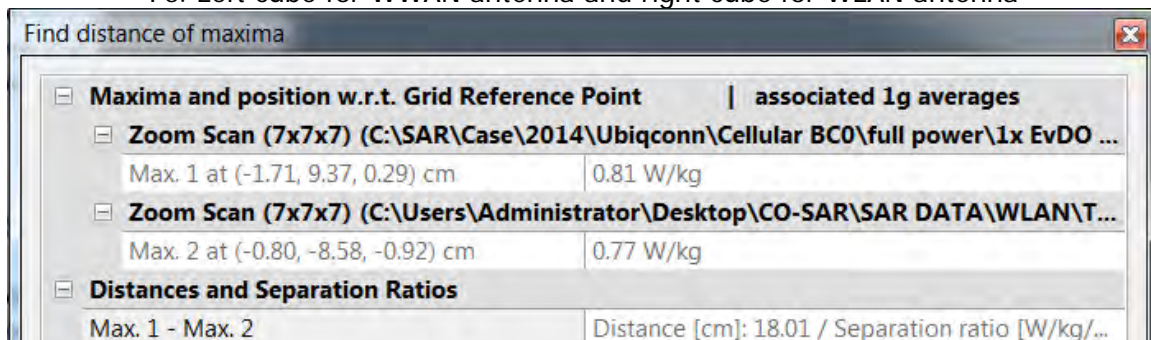 For Left cube for WWAN antenna and right cube for WLAN antenna
Find distance of maxima
Maxima and position w.r.t. Grid Reference Point | associated 1g averages
Zoom Scan (7x7x7) (C:\SAR\Case\2014\Ubiqconn\Cellular BC0\full power\1x EvDO ...
Max. 1 at (-1.71, 9.37, 0.29) cm 0.81 W/kg
Zoom Scan (7x7x7) (C:\Users\Administrator\Desktop\CO-SAR\SAR DATA\WLAN\T...
Max. 2 at (-0.80, -8.58, -0.92) cm 0.77 W/kg
Distances and Separation Ratios
Max. 1 - Max. 2 Distance [cm]: 18.01 / Separation ratio [W/kg/...